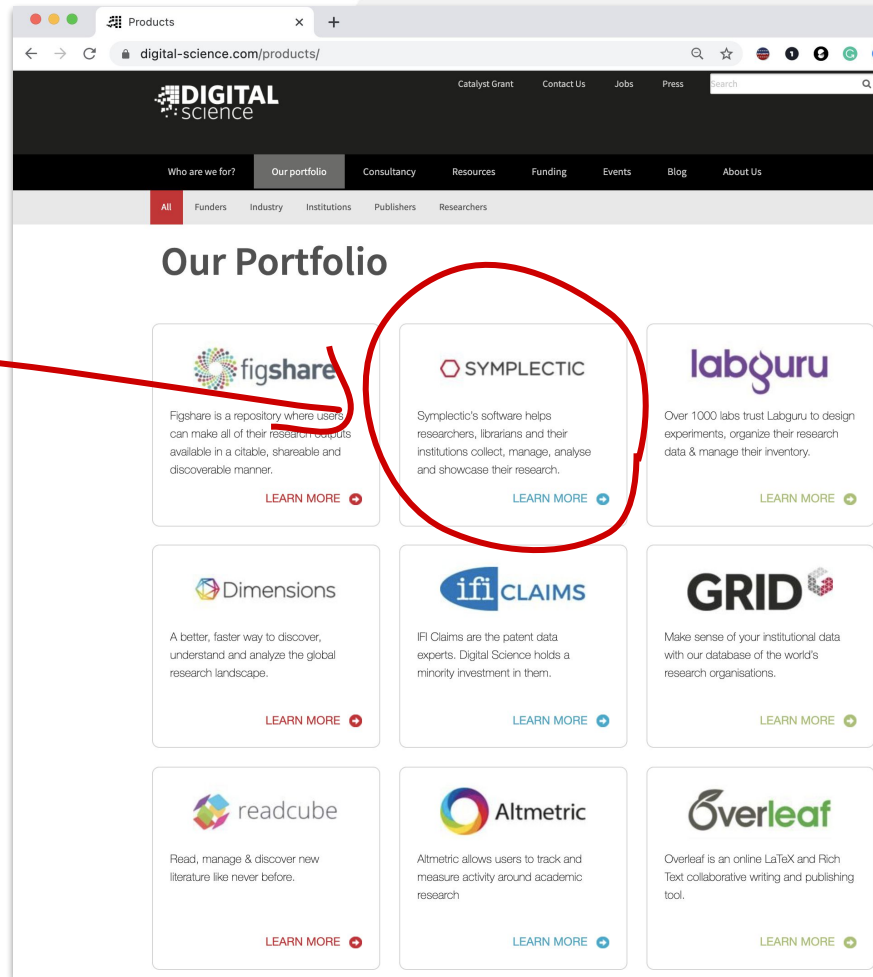 Products
digital-science.com/products/
Catalyst Grant Contact Us Jobs Press Search
DIGITAL
science
Who are we for? Our portfolio Consultancy Resources Funding Events Blog About Us
All Funders Industry Institutions Publishers Researchers
Our Portfolio
figshare
Figshare is a repository where users
can make all of their research outputs
available in a citable, shareable and
discoverable manner.
LEARN MORE
SYMPLECTIC
Symplectic's software helps
researchers, librarians and their
institutions collect, manage, analyse
and showcase their research.
LEARN MORE
labguru
Over 1000 labs trust Labguru to design
experiments, organize their research
data & manage their inventory.
LEARN MORE
Dimensions
A better, faster way to discover,
understand and analyze the global
research landscape.
LEARN MORE
ifi CLAIMS
IFI Claims are the patent data
experts. Digital Science holds a
minority investment in them.
LEARN MORE
GRID
Make sense of your institutional data
with our database of the world's
research organisations.
LEARN MORE
readcube
Read, manage & discover new
literature like never before.
LEARN MORE
Altmetric
Altmetric allows users to track and
measure activity around academic
research
LEARN MORE
Overleaf
Overleaf is an online LaTeX and Rich
Text collaborative writing and publishing
tool.
LEARN MORE